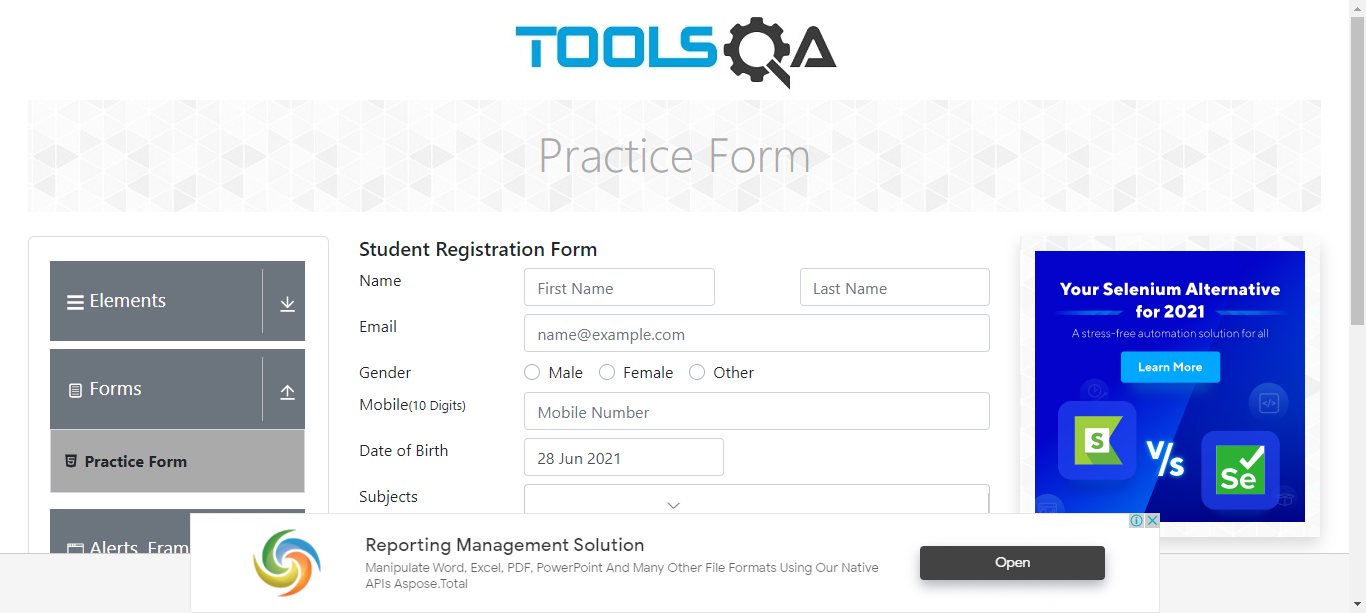 TOOLSQA
Practice Form
Elements
Forms
Practice Form
Alerts, Fram
Student Registration Form
Name
First Name
Last Name
Email
name@example.com
Gender
Male
Female
Other
Mobile(10 Digits)
Mobile Number
Date of Birth
28 Jun 2021
Subjects
Your Selenium Alternative
for 2021
A stress-free automation solution for all
Learn More
S
V/s
Se
Reporting Management Solution
Manipulate Word, Excel, PDF, PowerPoint And Many Other File Formats Using Our Native
APIs Aspose.Total
Open